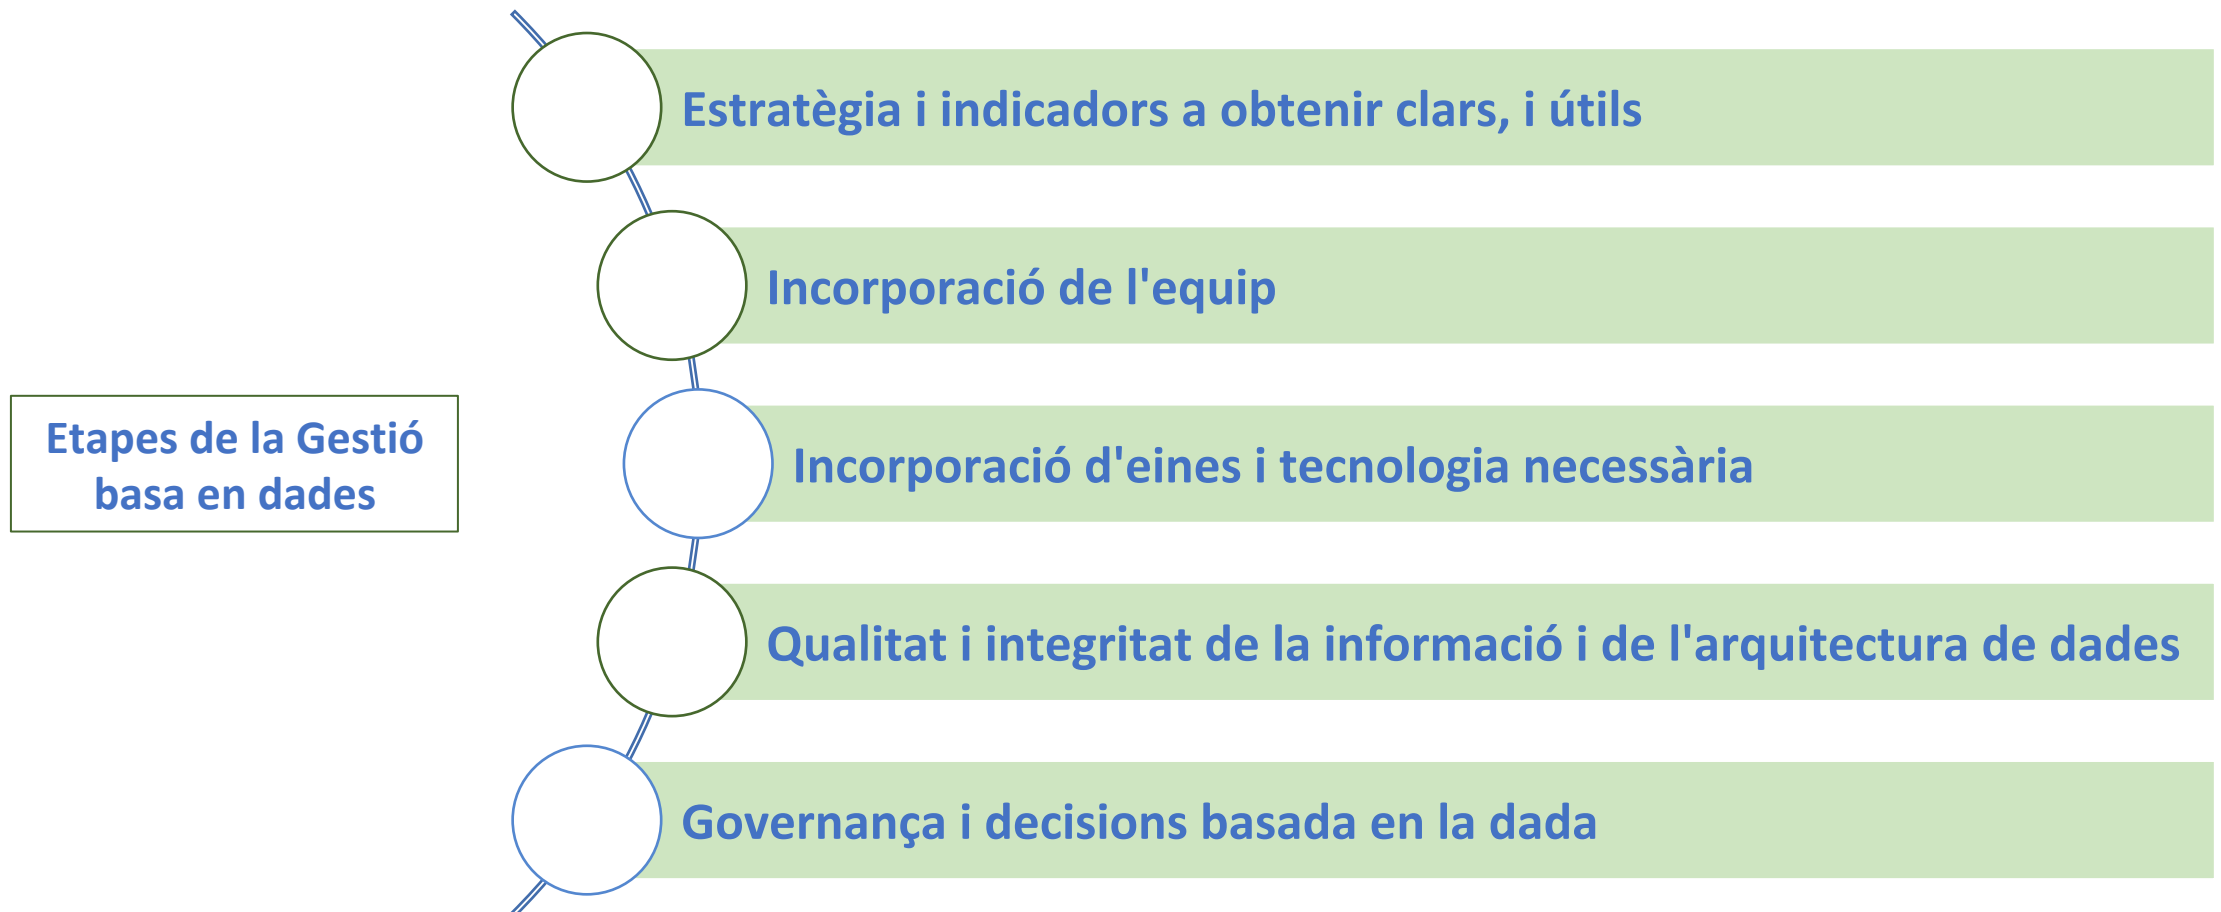 Estratègia i indicadors a obtenir clars, i útils
Incorporació de l'equip
Etapes de la Gestió
basa en dades
Incorporació d'eines i tecnologia necessària
Qualitat i integritat de la informació i de l'arquitectura de dades
Governança i decisions basada en la dada